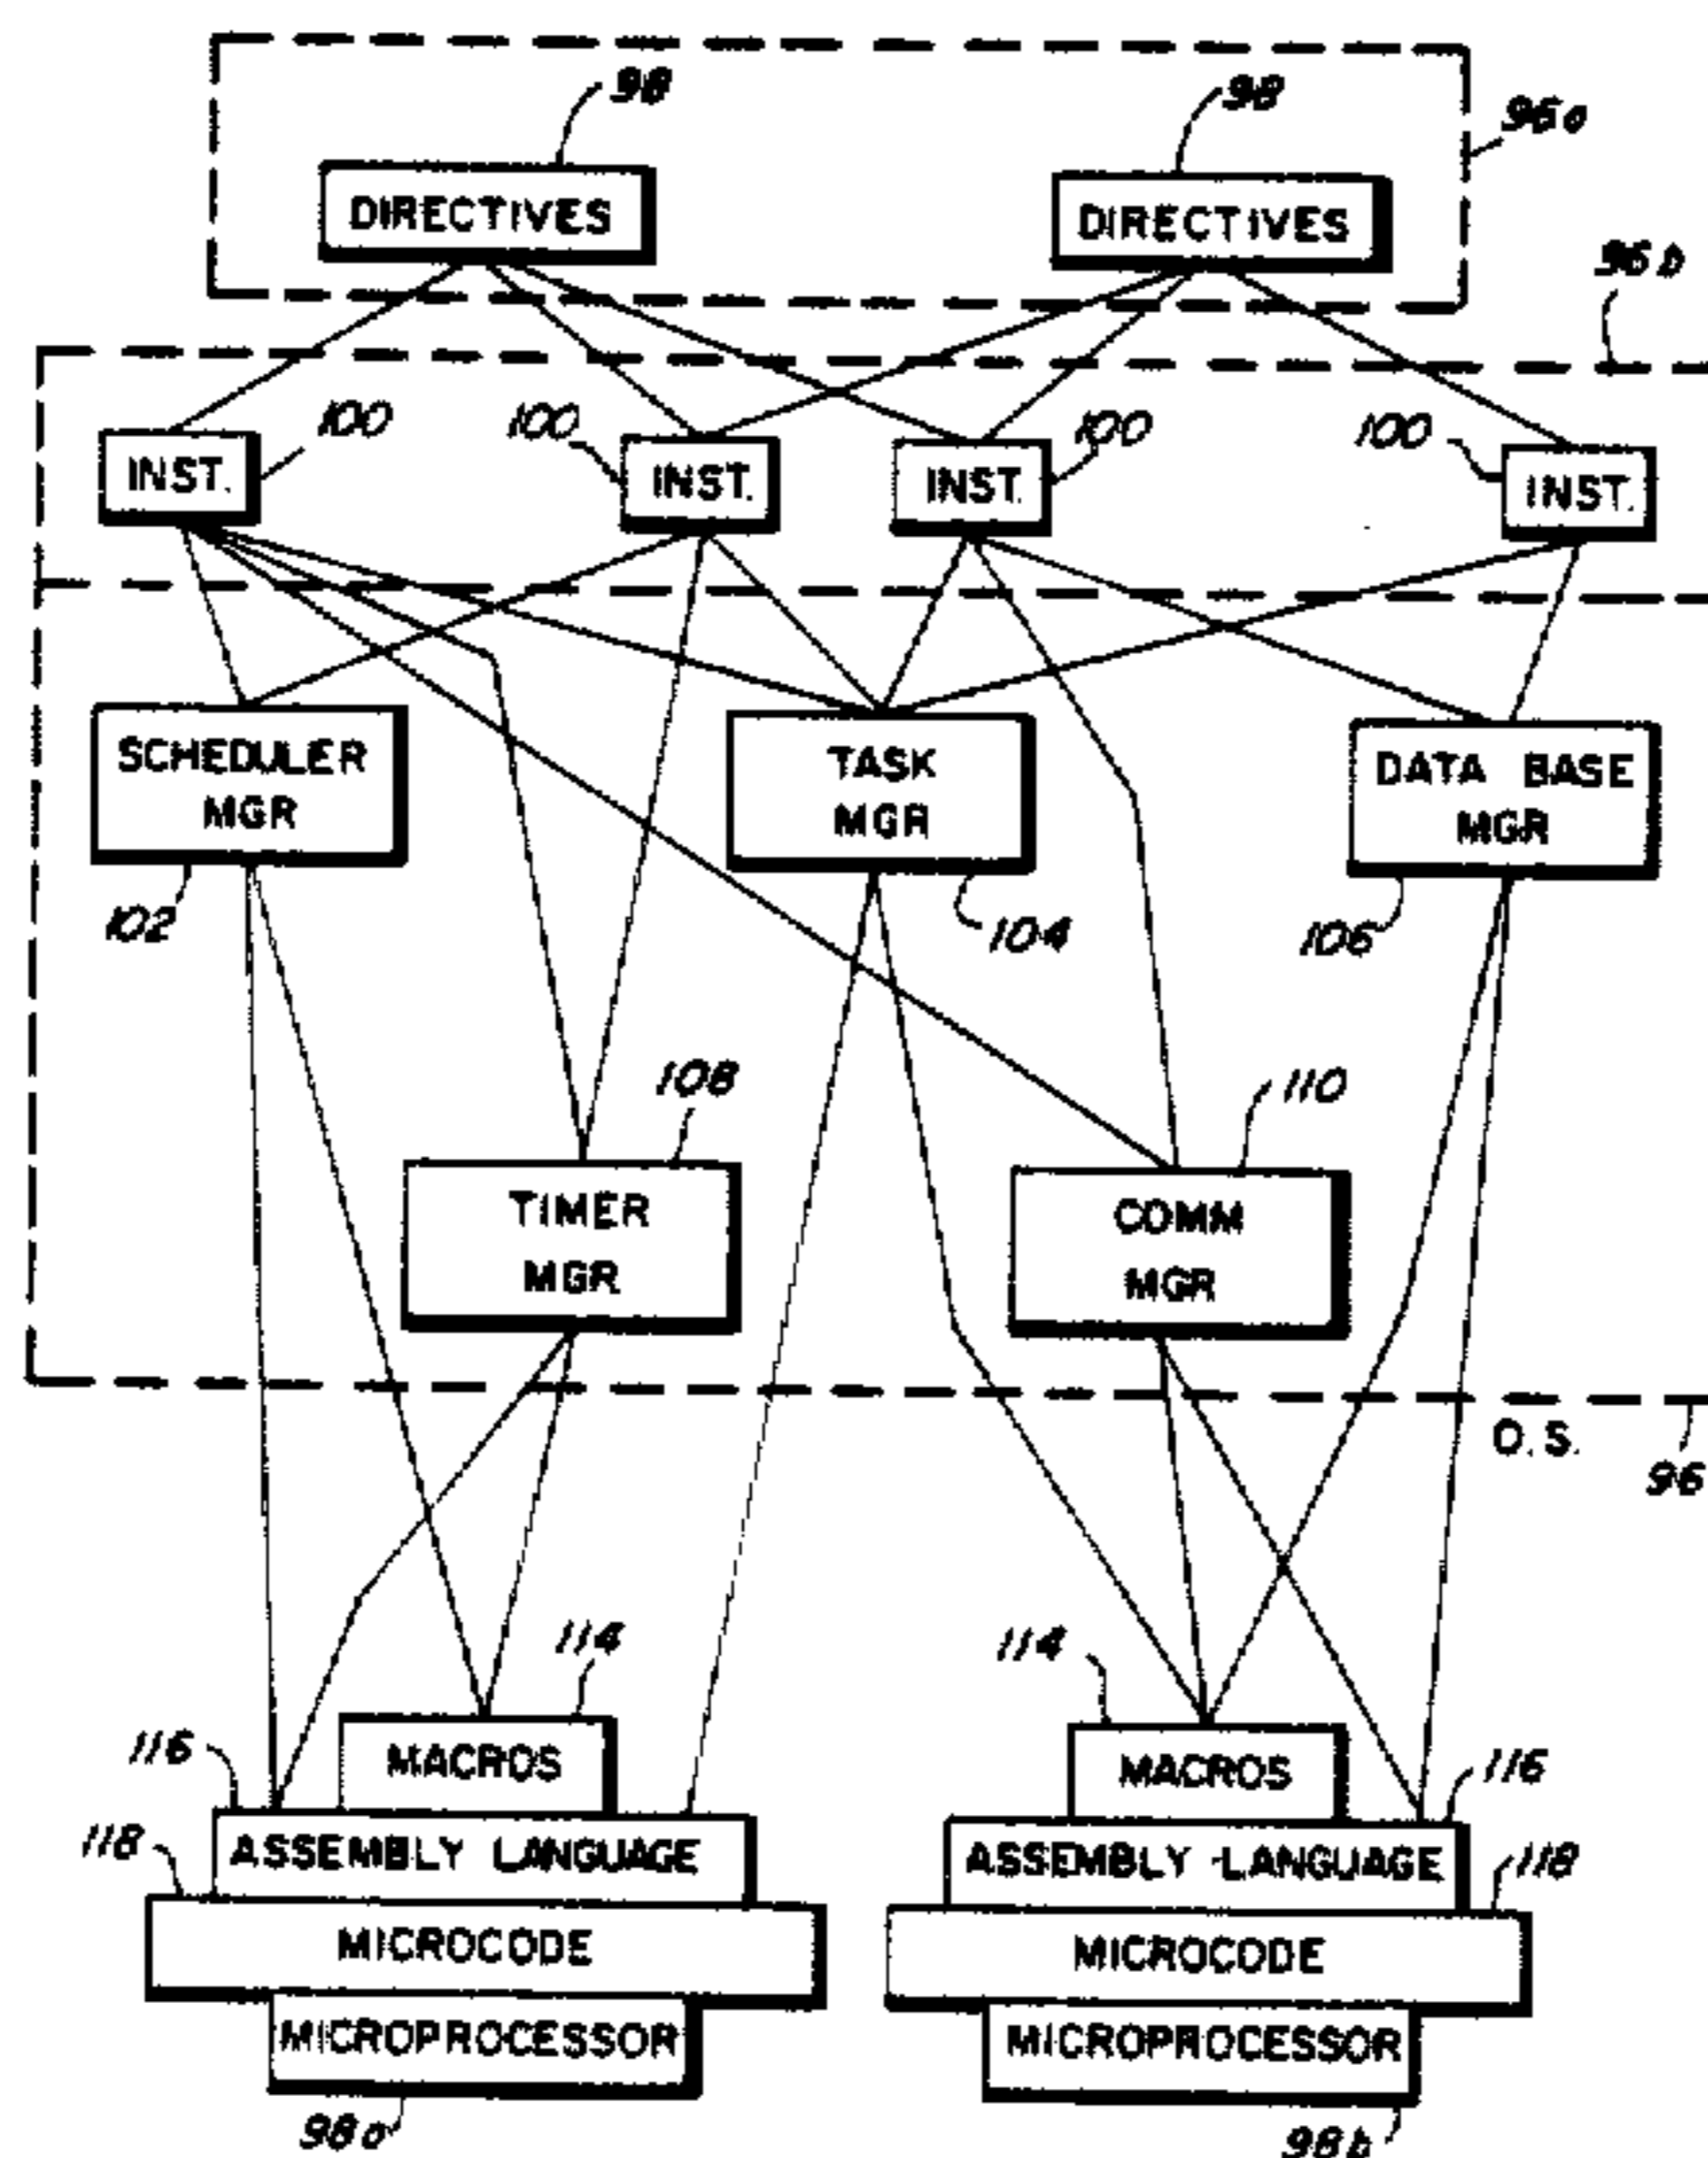 98
98
96a
DIRECTIVES
DIRECTIVES
96b
100
100
100
100
INST.
INST.
INST.
INST.
SCHEDULER
MGR
TASK
MGR
DATA BASE
MGR
102
104
106
108
110
TIMER
MGR
COMM
MGR
O.S.
96
114
114
116
MACROS
MACROS
116
118
ASSEMBLY LANGUAGE
ASSEMBLY LANGUAGE
118
MICROCODE
MICROCODE
MICROPROCESSOR
MICROPROCESSOR
98a
98b